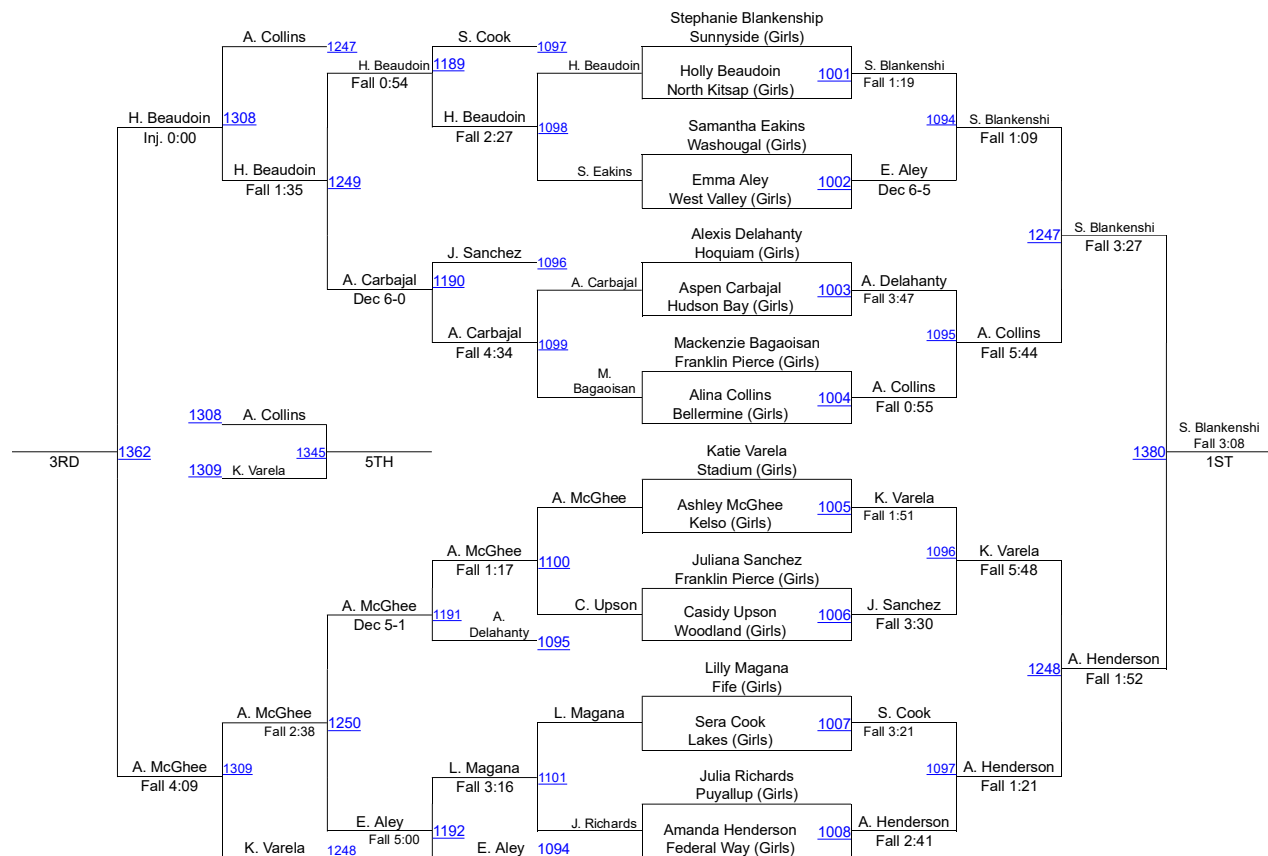 Stephanie Blankenship
A. Collins
S. Cook
Sunnyside (Girls)
1247
1097
H. Beaudoin
1189
H. Beaudoin
Holly Beaudoin
1001
S. Blankenshi
Fall 0:54
North Kitsap (Girls)
Fall 1:19
H. Beaudoin
1308
H. Beaudoin
Samantha Eakins
1094
S. Blankenshi
Inj. 0:00
Fall 2:27
1098
Washougal (Girls)
Fall 1:09
H. Beaudoin
1249
S. Eakins
Emma Aley
1002
E. Aley
Fall 1:35
West Valley (Girls)
Dec 6-5
Alexis Delahanty
1247
S. Blankenshi
J. Sanchez
1096
Hoquiam (Girls)
Fall 3:27
A. Carbajal
1190
A. Carbajal
Aspen Carbajal
1003
A. Delahanty
Dec 6-0
Hudson Bay (Girls)
Fall 3:47
A. Carbajal
1099
Mackenzie Bagaoisan
1095
A. Collins
Fall 4:34
Franklin Pierce (Girls)
Fall 5:44
M.
Bagaoisan
Alina Collins
1004
A. Collins
Bellermine (Girls)
Fall 0:55
1308
A. Collins
S. Blankenshi
Fall 3:08
3RD
1362
1345
5TH
Katie Varela
1380
1ST
1309
K. Varela
Stadium (Girls)
A. McGhee
Ashley McGhee
1005
K. Varela
Kelso (Girls)
Fall 1:51
A. McGhee
1100
Juliana Sanchez
1096
K. Varela
Fall 1:17
Franklin Pierce (Girls)
Fall 5:48
A. McGhee
1191
C. Upson
Casidy Upson
1006
J. Sanchez
Dec 5-1
A.
Delahanty
1095
Woodland (Girls)
Fall 3:30
Lilly Magana
1248
A. Henderson
Fife (Girls)
Fall 1:52
A. McGhee
1250
L. Magana
Sera Cook
1007
S. Cook
Fall 2:38
Lakes (Girls)
Fall 3:21
A. McGhee
1309
L. Magana
1101
Julia Richards
1097
A. Henderson
Fall 4:09
Fall 3:16
Puyallup (Girls)
Fall 1:21
E. Aley
1192
J. Richards
Amanda Henderson
1008
A. Henderson
Fall 5:00
Federal Way (Girls)
Fall 2:41
K. Varela
1248
E. Aley
1094